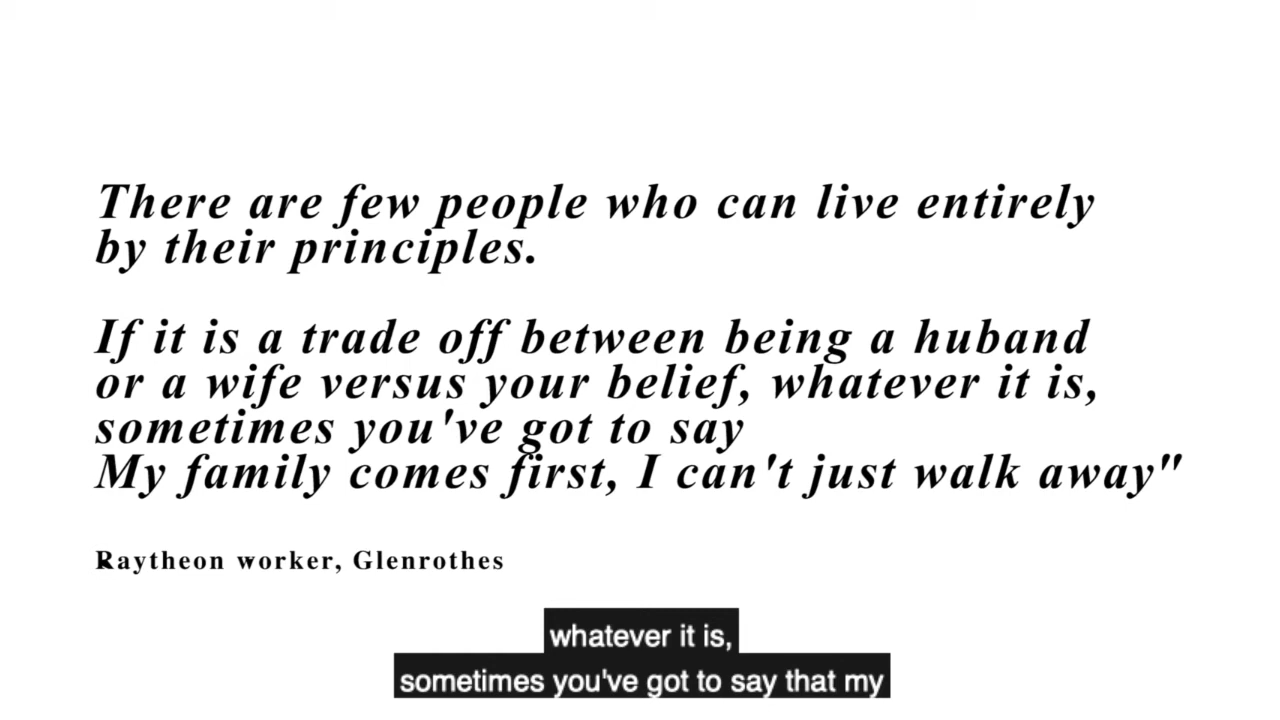 There are few people who can live entirely
by their principles.
If it is a trade off between being a huband
or a wife versus your belief, whatever it is,
sometimes you've got to say
My family comes first, I can't just walk away"
Raytheon worker, Glenrothes
whatever it is,
sometimes you've got to say that my